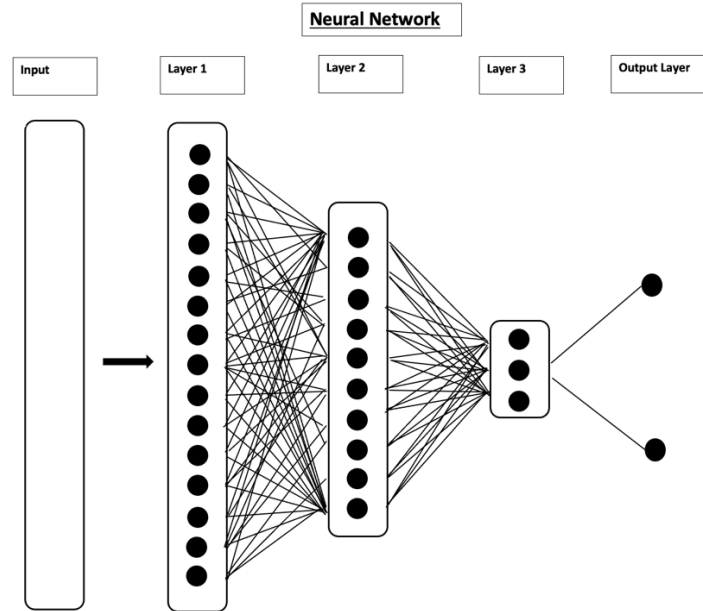 Neural Network
Input
Layer 1
Layer 2
Layer 3
Output Layer